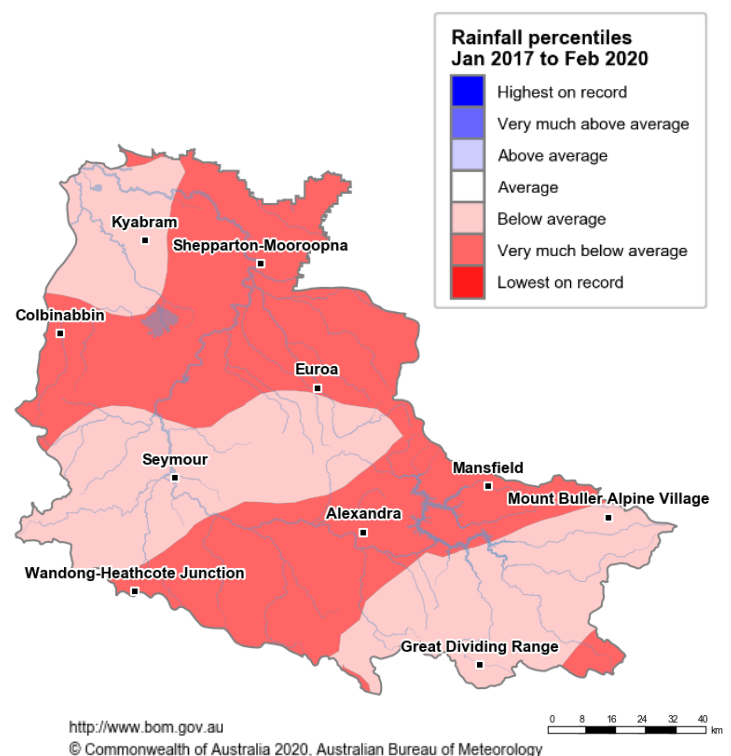 Rainfall percentiles
Jan 2017 to Feb 2020
Highest on record
Very much above average
Above average
Average
Below average
Very much below average
Lowest on record
Kyabram
Shepparton-Mooroopna
Colbinabbin
Euroa
Seymour
Mansfield
Mount Buller Alpine Village
Alexandra
Wandong-Heathcote Junction
Great Dividing Range
0 8 16 24 32 40
km
http://www.bom.gov.au
© Commonwealth of Australia 2020, Australian Bureau of Meteorology